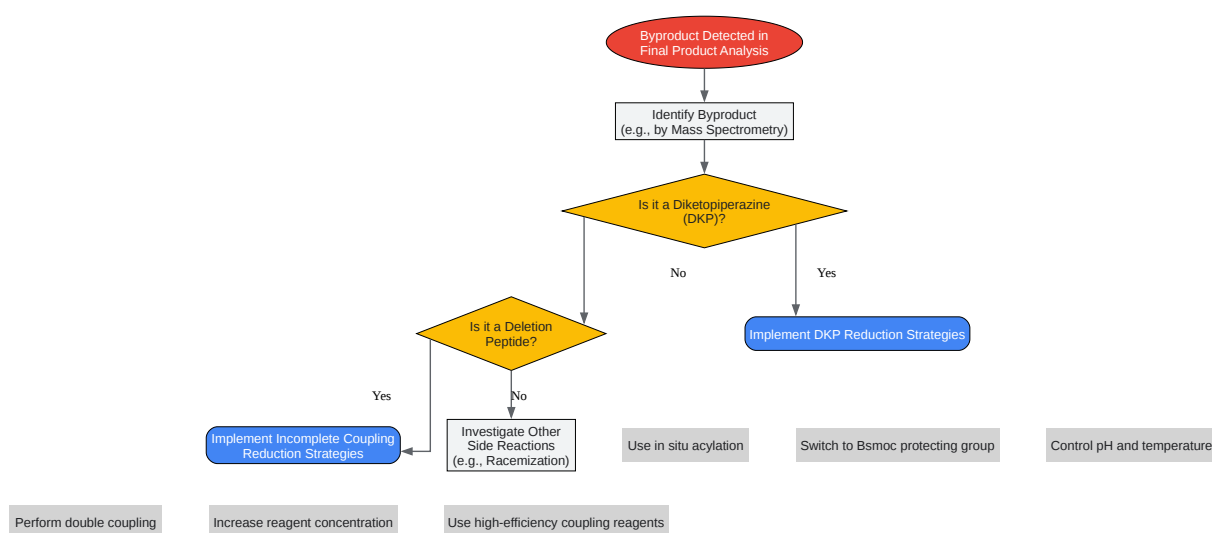 Byproduct Detected in
Final Product Analysis
Identify Byproduct
(e.g., by Mass Spectrometry)
Is it a Diketopiperazine
(DKP)?
No
Yes
Is it a Deletion
Peptide?
Implement DKP Reduction Strategies
Yes
No
Implement Incomplete Coupling
Reduction Strategies
Investigate Other
Side Reactions
(e.g., Racemization)
Use in situ acylation
Switch to Bsmoc protecting group
Control pH and temperature
Perform double coupling
Increase reagent concentration
Use high-efficiency coupling reagents